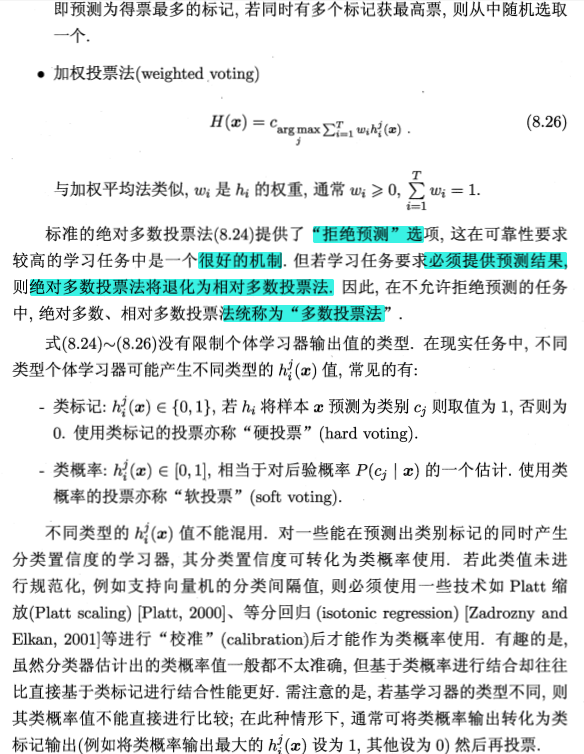 即预测为得票最多的标记, 若同时有多个标记获最高票, 则从中随机选取
一个.
• 加权投票法(weighted voting)
H(x) = c_{arg max_j ∑_{i=1}^{T} w_i h_i^j(x)} . (8.26)
与加权平均法类似, w_i 是 h_i 的权重, 通常 w_i ⩾ 0, ∑_{i=1}^{T} w_i = 1.
标准的绝对多数投票法(8.24)提供了“拒绝预测”选项, 这在可靠性要求
较高的学习任务中是一个很好的机制. 但若学习任务要求必须提供预测结果,
则绝对多数投票法将退化为相对多数投票法. 因此, 在不允许拒绝预测的任务
中, 绝对多数、相对多数投票法统称为“多数投票法”.
式(8.24)~(8.26)没有限制个体学习器输出值的类型. 在现实任务中, 不同
类型个体学习器可能产生不同类型的 h_i^j(x) 值, 常见的有:
- 类标记: h_i^j(x) ∈ {0,1}, 若 h_i 将样本 x 预测为类别 c_j 则取值为 1, 否则为
0. 使用类标记的投票亦称“硬投票”(hard voting).
- 类概率: h_i^j(x) ∈ [0,1], 相当于对后验概率 P(c_j | x) 的一个估计. 使用类
概率的投票亦称“软投票”(soft voting).
不同类型的 h_i^j(x) 值不能混用. 对一些能在预测出类别标记的同时产生
分类置信度的学习器, 其分类置信度可转化为类概率使用. 若此类值未进
行规范化, 例如支持向量机的分类间隔值, 则必须使用一些技术如 Platt 缩
放(Platt scaling) [Platt, 2000]、等分回归 (isotonic regression) [Zadrozny and
Elkan, 2001]等进行“校准”(calibration)后才能作为类概率使用. 有趣的是,
虽然分类器估计出的类概率值一般都不太准确, 但基于类概率进行结合却往往
比直接基于类标记进行结合性能更好. 需注意的是, 若基学习器的类型不同, 则
其类概率值不能直接进行比较; 在此种情形下, 通常可将类概率输出转化为类
标记输出(例如将类概率输出最大的 h_i^j(x) 设为 1, 其他设为 0) 然后再投票.